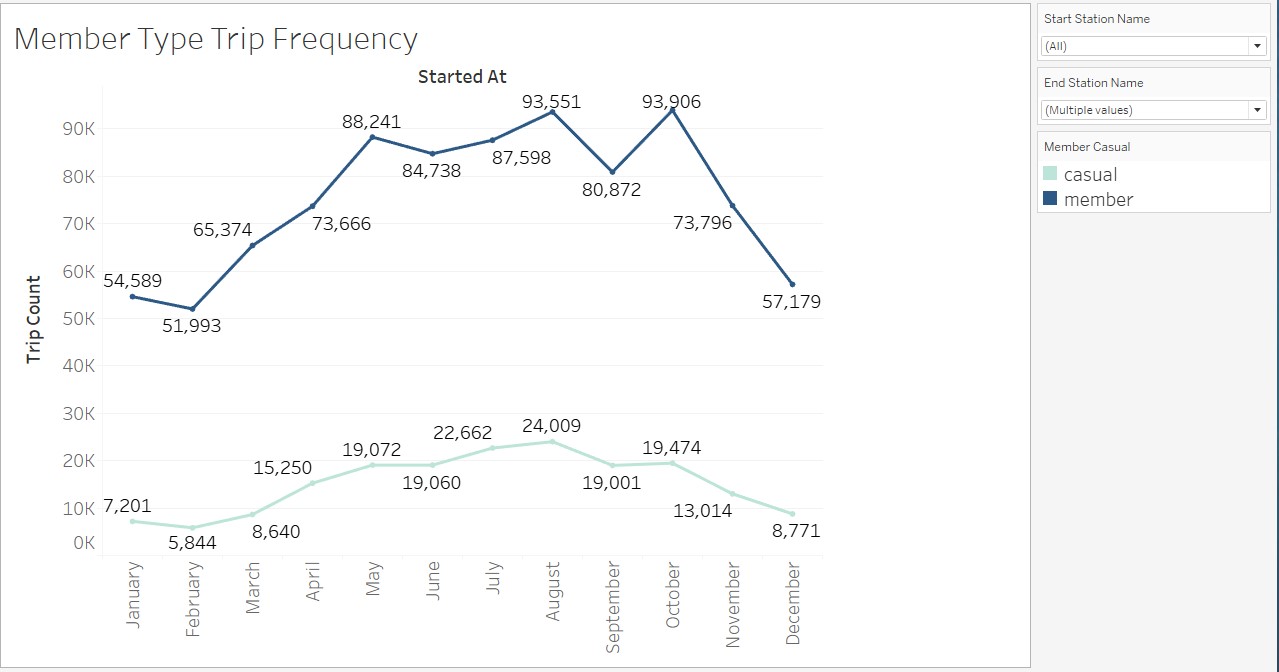 Member Type Trip Frequency
Started At
Trip Count
90K
80K
70K
60K
50K
40K
30K
20K
10K
0K
54,589
51,993
65,374
73,666
88,241
84,738
87,598
93,551
80,872
93,906
73,796
57,179
7,201
5,844
8,640
15,250
19,072
19,060
22,662
24,009
19,001
19,474
13,014
8,771
January
February
March
April
May
June
July
August
September
October
November
December
Start Station Name
(All)
End Station Name
(Multiple values)
Member Casual
casual
member